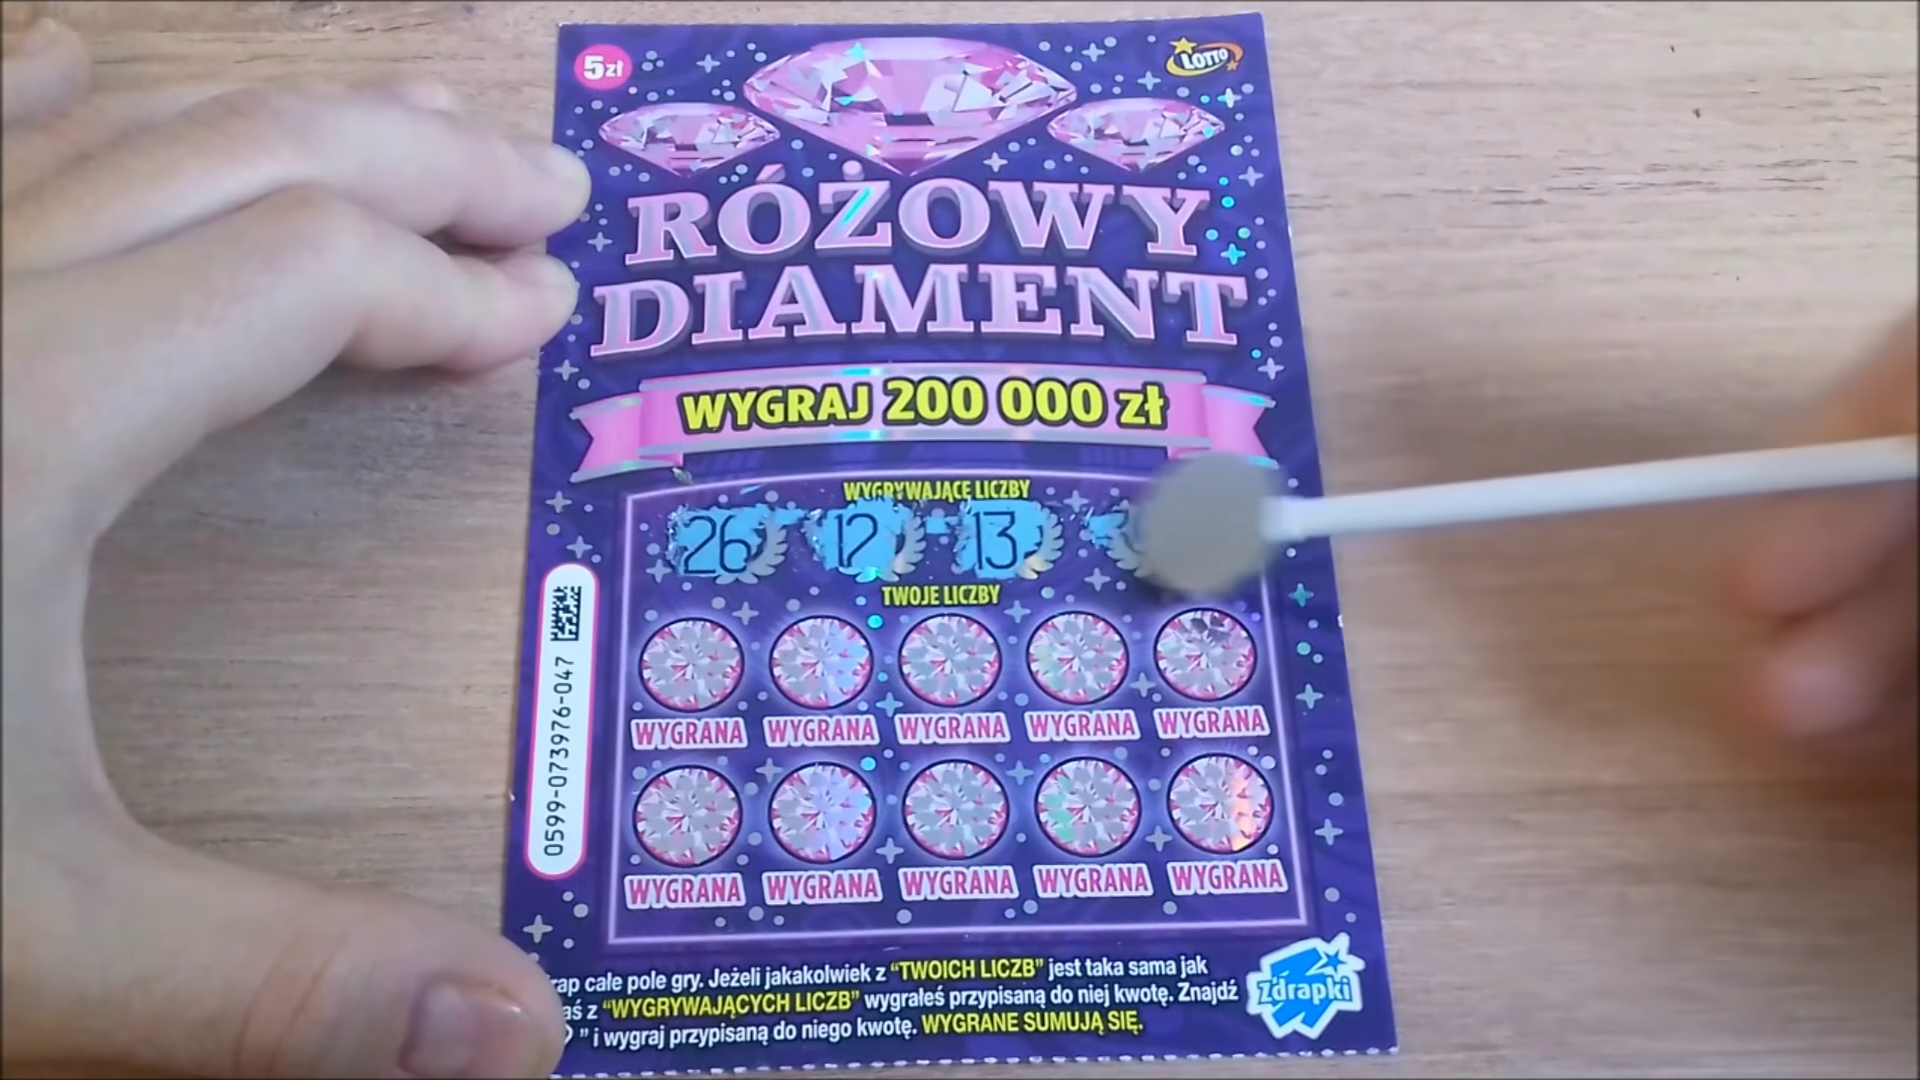 5zł
LOTTO
RÓŻOWY
DIAMENT
WYGRAJ 200 000 zł
WYGRYWAJĄCE LICZBY
26 12 13
TWOJE LICZBY
WYGRANA WYGRANA WYGRANA WYGRANA WYGRANA
WYGRANA WYGRANA WYGRANA WYGRANA WYGRANA
0599-073976-047
całe pole gry. Jeżeli jakakolwiek z “TWOICH LICZB” jest taka sama jak
z “WYGRYWAJĄCYCH LICZB” wygrałeś przypisaną do niej kwotę. Znajdź
” i wygraj przypisaną do niego kwotę. WYGRANE SUMUJĄ SIĘ.
Zdrapki